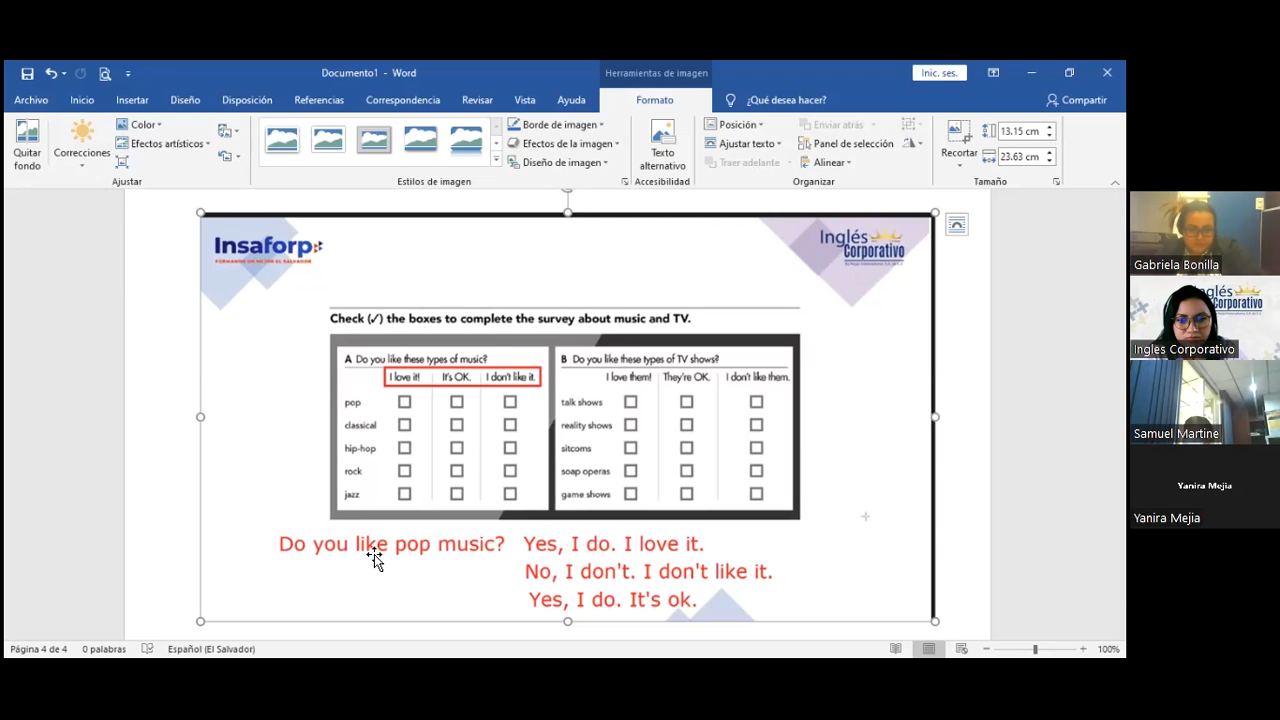 Documento1 - Word
Herramientas de imagen
Inic. ses.
Archivo Inicio Insertar Diseño Disposición Referencias Correspondencia Revisar Vista Ayuda Formato ¿Qué desea hacer? Compartir
Quitar fondo
Correcciones
Color
Efectos artísticos
Ajustar
Borde de imagen
Efectos de la imagen
Diseño de imagen
Estilos de imagen
Texto alternativo
Accesibilidad
Posición
Ajustar texto
Traer adelante
Enviar atrás
Panel de selección
Alinear
Organizar
Recortar
13.15 cm
23.63 cm
Tamaño
Insaforp
FORMANDO UN MEJOR EL SALVADOR
Inglés
Corporativo
Check (✓) the boxes to complete the survey about music and TV.
A Do you like these types of music?
I love it! It's OK. I don't like it.
pop
classical
hip-hop
rock
jazz
B Do you like these types of TV shows?
I love them! They're OK. I don't like them.
talk shows
reality shows
sitcoms
soap operas
game shows
Do you like pop music? Yes, I do. I love it.
No, I don't. I don't like it.
Yes, I do. It's ok.
Página 4 de 4 0 palabras Español (El Salvador) 100%
Gabriela Bonilla
Inglés
Corporativo
Ingles Corporativo
Samuel Martine
Yanira Mejia
Yanira Mejia